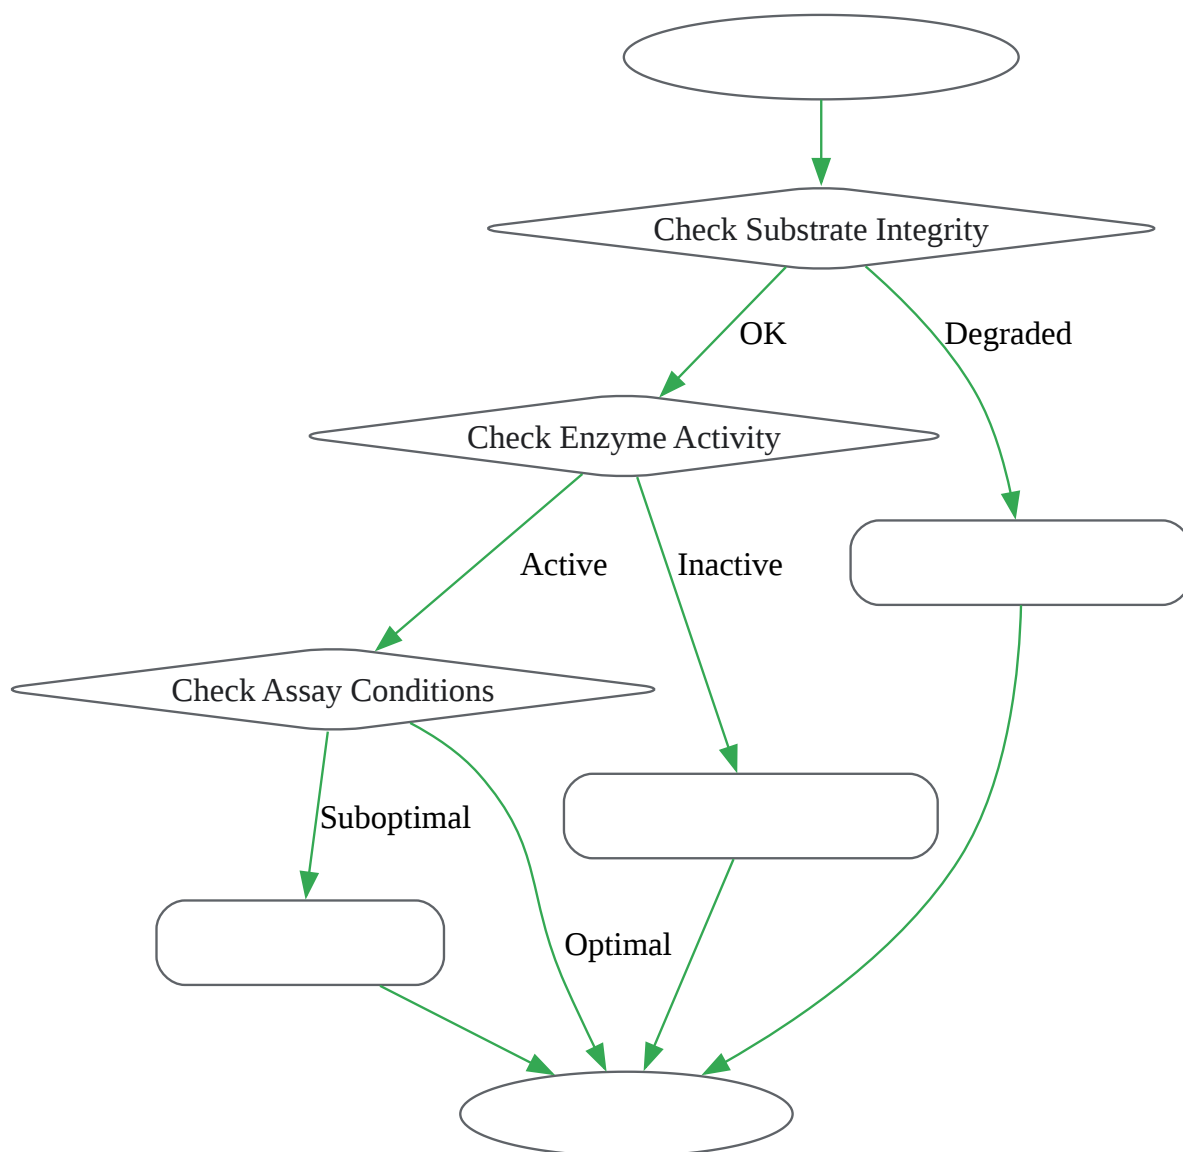 Check Substrate Integrity
OK
Degraded
Check Enzyme Activity
Active
Inactive
Check Assay Conditions
Suboptimal
Optimal